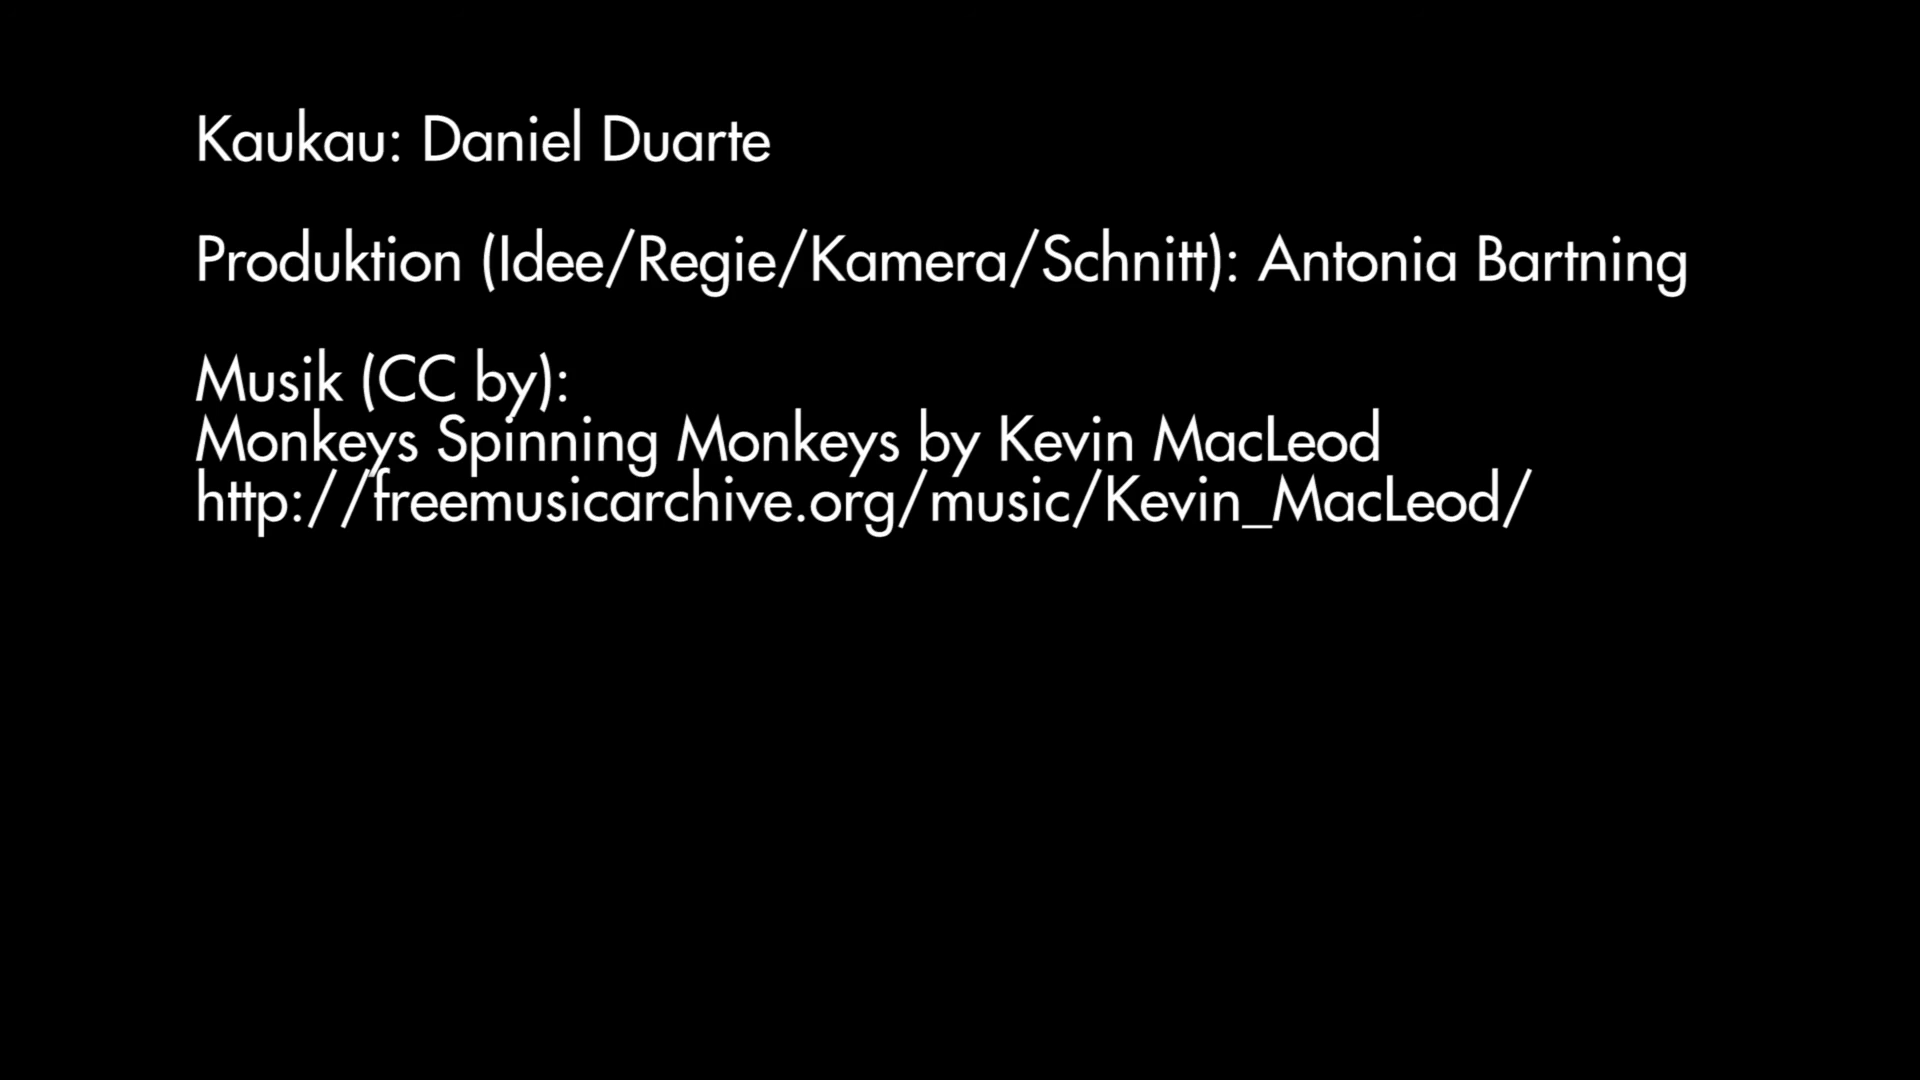 Kaukau: Daniel Duarte
Produktion (Idee/Regie/Kamera/Schnitt): Antonia Bartning
Musik (CC by):
Monkeys Spinning Monkeys by Kevin MacLeod
http://freemusicarchive.org/music/Kevin_MacLeod/